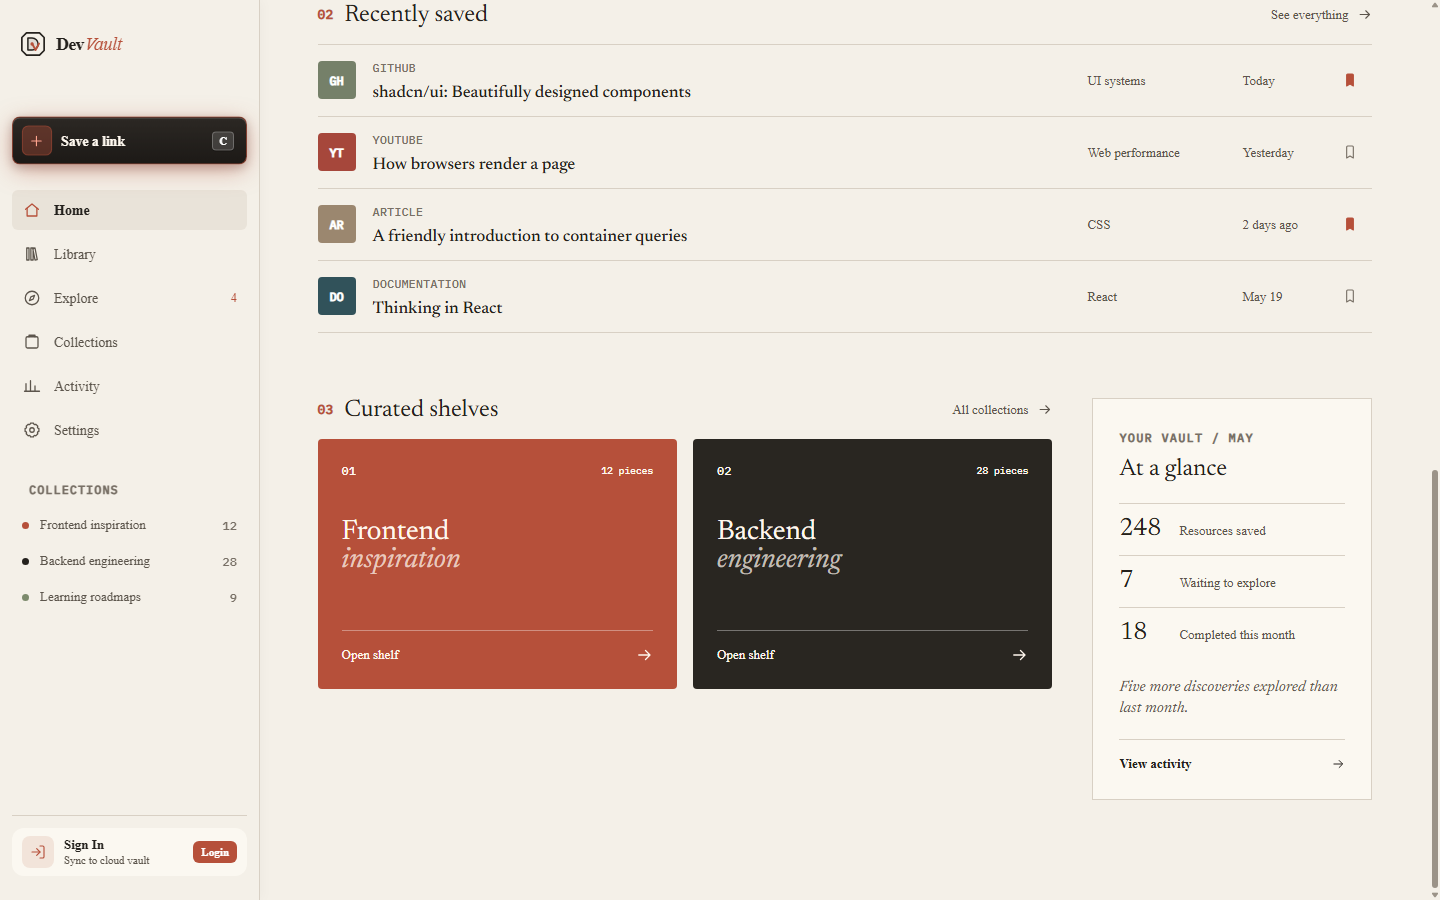 DevVault
Save a link
C
Home
Library
Explore 4
Collections
Activity
Settings
COLLECTIONS
Frontend inspiration 12
Backend engineering 28
Learning roadmaps 9
Sign In
Sync to cloud vault
Login
02 Recently saved
See everything
GH
GITHUB
shadcn/ui: Beautifully designed components
UI systems
Today
YT
YOUTUBE
How browsers render a page
Web performance
Yesterday
AR
ARTICLE
A friendly introduction to container queries
CSS
2 days ago
DO
DOCUMENTATION
Thinking in React
React
May 19
03 Curated shelves
All collections
01
12 pieces
Frontend
inspiration
Open shelf
02
28 pieces
Backend
engineering
Open shelf
YOUR VAULT / MAY
At a glance
248 Resources saved
7 Waiting to explore
18 Completed this month
Five more discoveries explored than
last month.
View activity